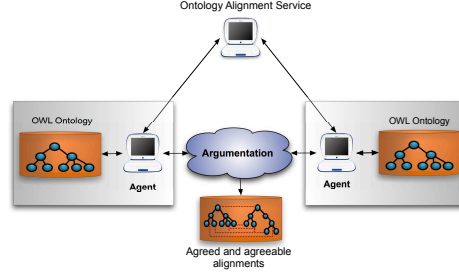 Ontology Alignment Service
OWL Ontology
OWL Ontology
Argumentation
Agent
Agent
Agreed and agreeable
alignments